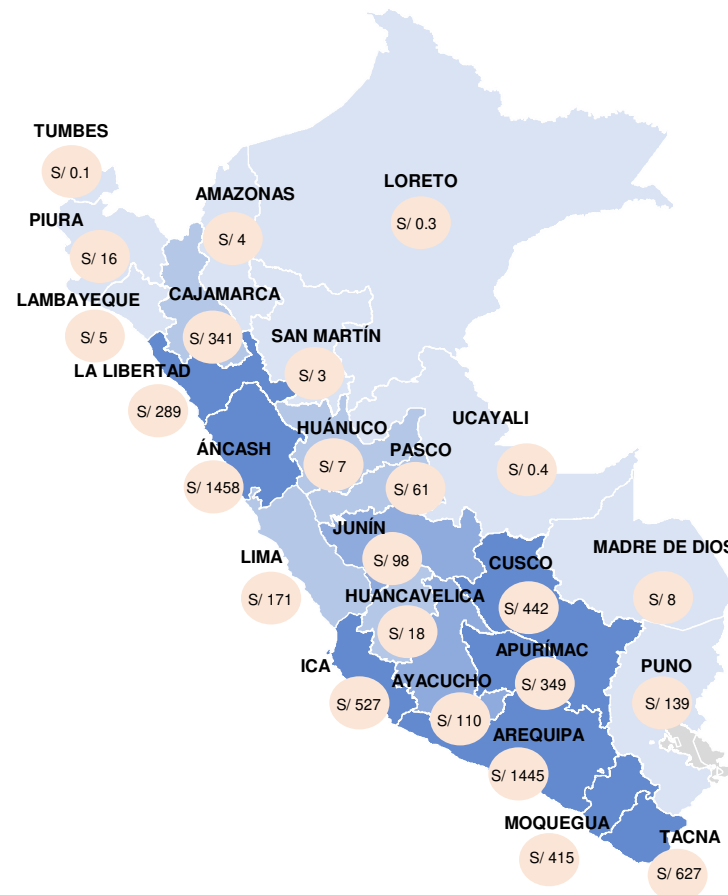 TUMBES
S/ 0.1
LORETO
S/ 0.3
AMAZONAS
S/ 4
PIURA
S/ 16
CAJAMARCA
S/ 341
LAMBAYEQUE
S/ 5
SAN MARTÍN
S/ 3
LA LIBERTAD
S/ 289
UCAYALI
S/ 0.4
HUÁNUCO
S/ 7
ÁNCASH
S/ 1458
PASCO
S/ 61
JUNÍN
S/ 98
MADRE DE DIOS
S/ 8
LIMA
S/ 171
CUSCO
S/ 442
HUANCAVELICA
S/ 18
APURÍMAC
S/ 349
ICA
S/ 527
PUNO
S/ 139
AYACUCHO
S/ 110
AREQUIPA
S/ 1445
MOQUEGUA
S/ 415
TACNA
S/ 627